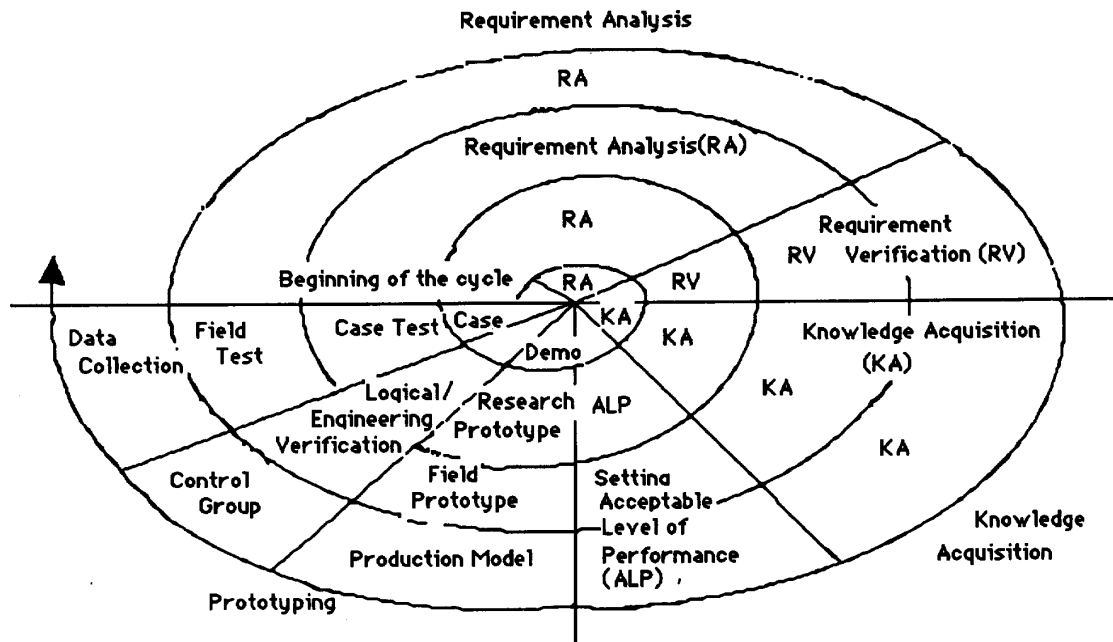 Requirement Analysis
RA
Requirement Analysis(RA)
RA
Requirement
RV Verification (RV)
Beginning of the cycle
RA
RV
Data
Collection
Field
Test
Case Test
Case
KA
KA
Knowledge Acquisition
(KA)
Demo
KA
Logical/
Engineering
Verification
Research
Prototype
ALP
KA
Control
Group
Field
Prototype
Setting
Acceptable
Level of
Performance
(ALP)
Production Model
Knowledge
Acquisition
Prototyping